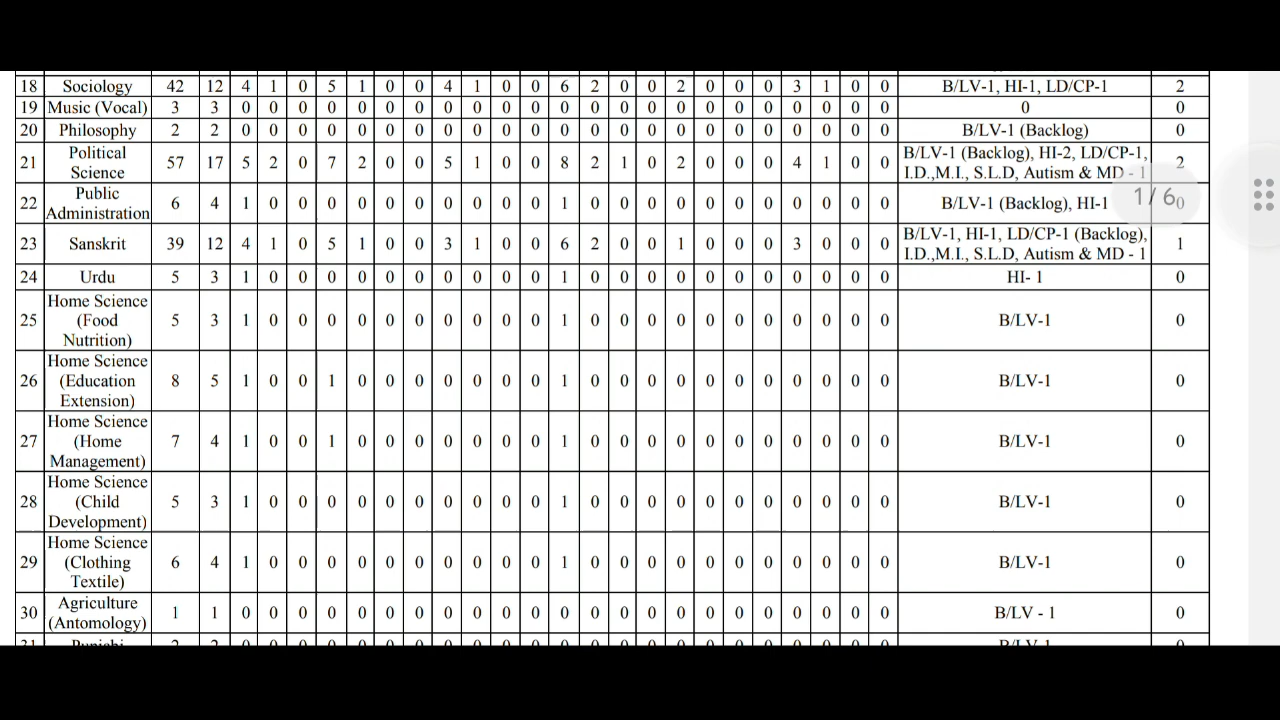 18 Sociology 42 12 4 1 0 5 1 0 0 4 1 0 0 6 2 0 0 2 0 0 0 3 1 0 0 B/LV-1, HI-1, LD/CP-1 2
19 Music (Vocal) 3 3 0 0 0 0 0 0 0 0 0 0 0 0 0 0 0 0 0 0 0 0 0 0 0 0 0
20 Philosophy 2 2 0 0 0 0 0 0 0 0 0 0 0 0 0 0 0 0 0 0 0 0 0 0 0 B/LV-1 (Backlog) 0
21 Political Science 57 17 5 2 0 7 2 0 0 5 1 0 0 8 2 1 0 2 0 0 0 4 1 0 0 B/LV-1 (Backlog), HI-2, LD/CP-1, I.D.,M.I., S.L.D, Autism & MD - 1 2
22 Public Administration 6 4 1 0 0 0 0 0 0 0 0 0 0 1 0 0 0 0 0 0 0 0 0 0 0 B/LV-1 (Backlog), HI-1 0
1/6
23 Sanskrit 39 12 4 1 0 5 1 0 0 3 1 0 0 6 2 0 0 1 0 0 0 3 0 0 0 B/LV-1, HI-1, LD/CP-1 (Backlog), I.D.,M.I., S.L.D, Autism & MD - 1 1
24 Urdu 5 3 1 0 0 0 0 0 0 0 0 0 0 1 0 0 0 0 0 0 0 0 0 0 0 HI- 1 0
25 Home Science (Food Nutrition) 5 3 1 0 0 0 0 0 0 0 0 0 0 1 0 0 0 0 0 0 0 0 0 0 0 B/LV-1 0
26 Home Science (Education Extension) 8 5 1 0 0 1 0 0 0 0 0 0 0 1 0 0 0 0 0 0 0 0 0 0 0 B/LV-1 0
27 Home Science (Home Management) 7 4 1 0 0 1 0 0 0 0 0 0 0 1 0 0 0 0 0 0 0 0 0 0 0 B/LV-1 0
28 Home Science (Child Development) 5 3 1 0 0 0 0 0 0 0 0 0 0 1 0 0 0 0 0 0 0 0 0 0 0 B/LV-1 0
29 Home Science (Clothing Textile) 6 4 1 0 0 0 0 0 0 0 0 0 0 1 0 0 0 0 0 0 0 0 0 0 0 B/LV-1 0
30 Agriculture (Antomology) 1 1 0 0 0 0 0 0 0 0 0 0 0 0 0 0 0 0 0 0 0 0 0 0 0 B/LV - 1 0